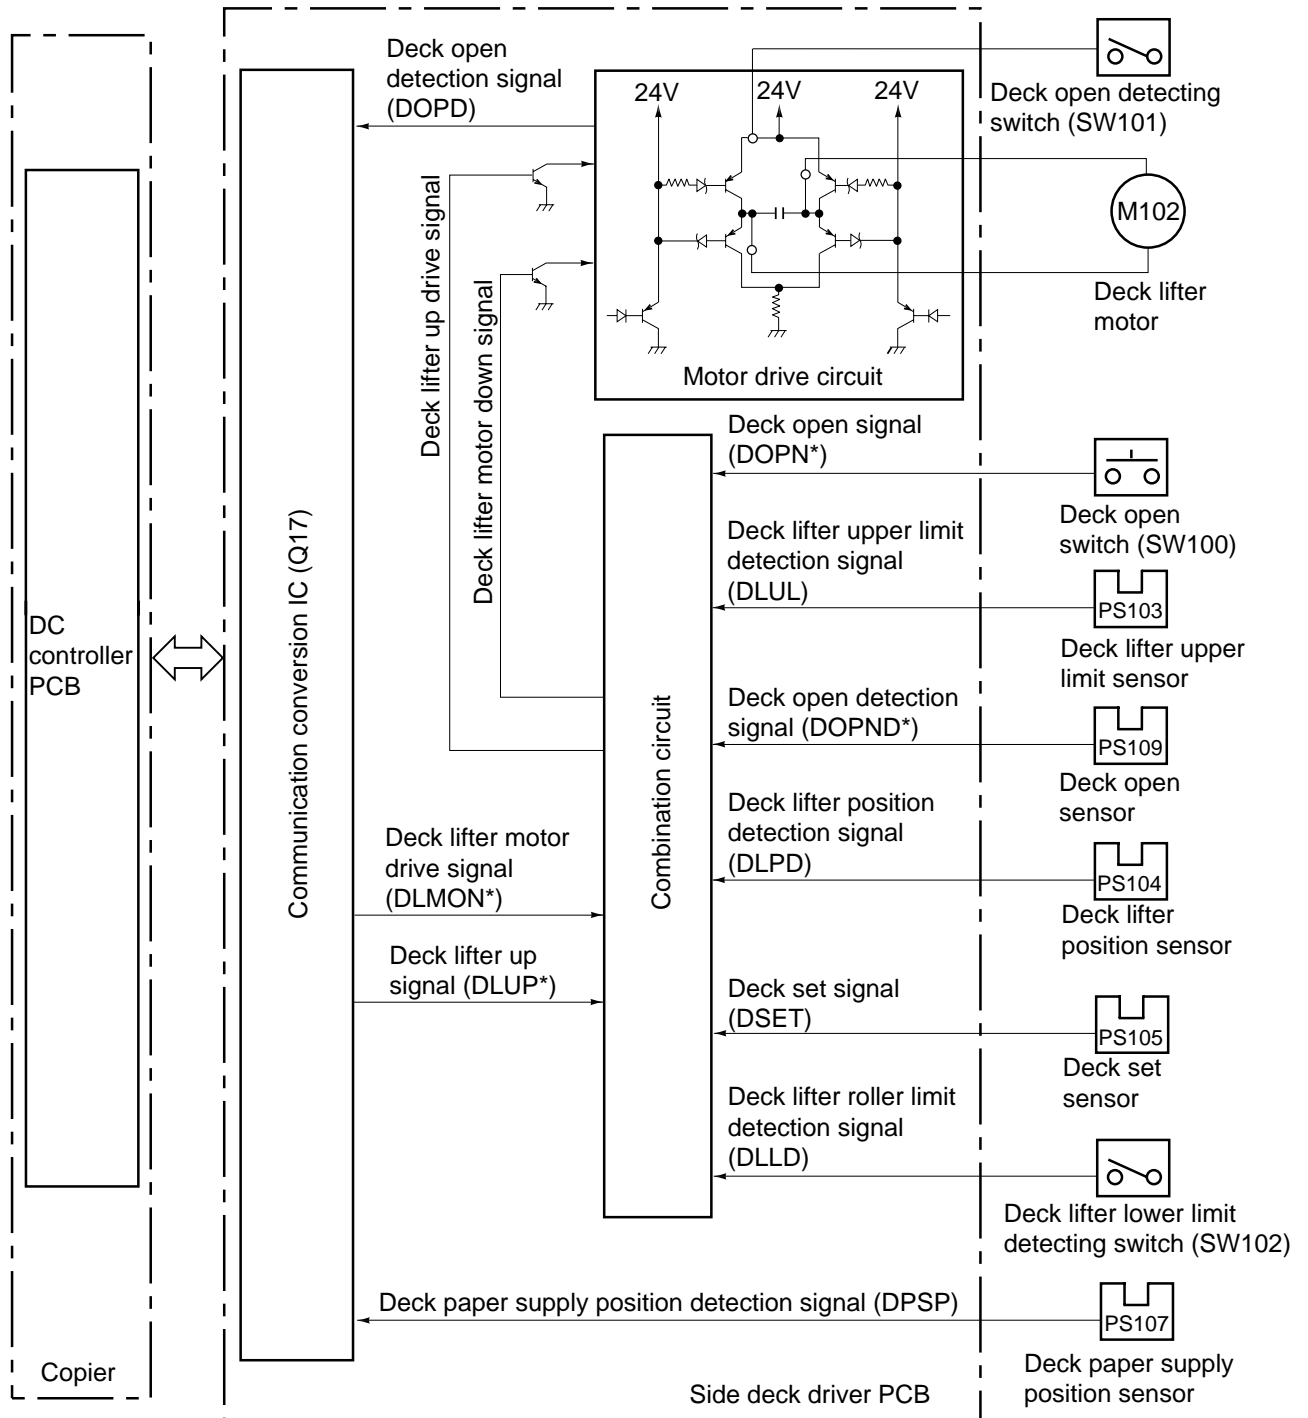 Deck open
detection signal
(DOPD)
24V
24V
24V
Deck open detecting
switch (SW101)
M102
Deck lifter
motor
Motor drive circuit
Deck lifter up drive signal
Deck lifter motor down signal
Deck open signal
(DOPN*)
Deck open
switch (SW100)
Deck lifter upper limit
detection signal
(DLUL)
PS103
Deck lifter upper
limit sensor
Communication conversion IC (Q17)
DC
controller
PCB
Combination circuit
Deck open detection
signal (DOPND*)
PS109
Deck open
sensor
Deck lifter position
detection signal
(DLPD)
PS104
Deck lifter
position sensor
Deck lifter motor
drive signal
(DLMON*)
Deck lifter up
signal (DLUP*)
Deck set signal
(DSET)
PS105
Deck set
sensor
Deck lifter roller limit
detection signal
(DLLD)
Deck lifter lower limit
detecting switch (SW102)
Deck paper supply position detection signal (DPSP)
PS107
Deck paper supply
position sensor
Copier
Side deck driver PCB